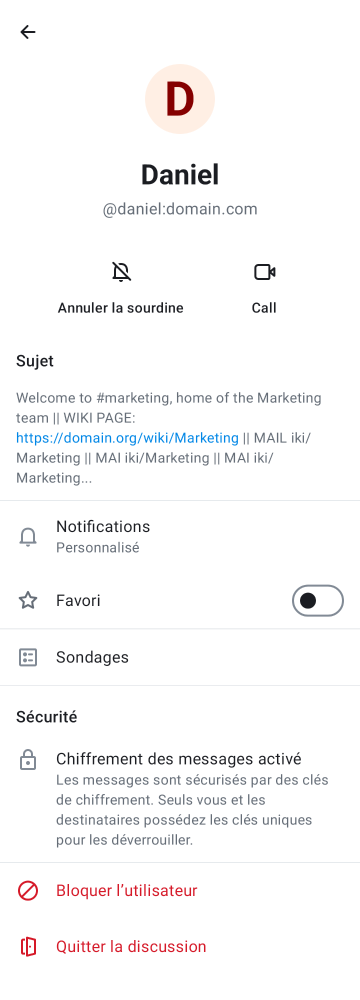 D
Daniel
@daniel:domain.com
Annuler la sourdine
Call
Sujet
Welcome to #marketing, home of the Marketing
team || WIKI PAGE:
https://domain.org/wiki/Marketing || MAIL iki/
Marketing || MAI iki/Marketing || MAI iki/
Marketing...
Notifications
Personnalisé
Favori
Sondages
Sécurité
Chiffrement des messages activé
Les messages sont sécurisés par des clés
de chiffrement. Seuls vous et les
destinataires possédez les clés uniques
pour les déverrouiller.
Bloquer l’utilisateur
Quitter la discussion